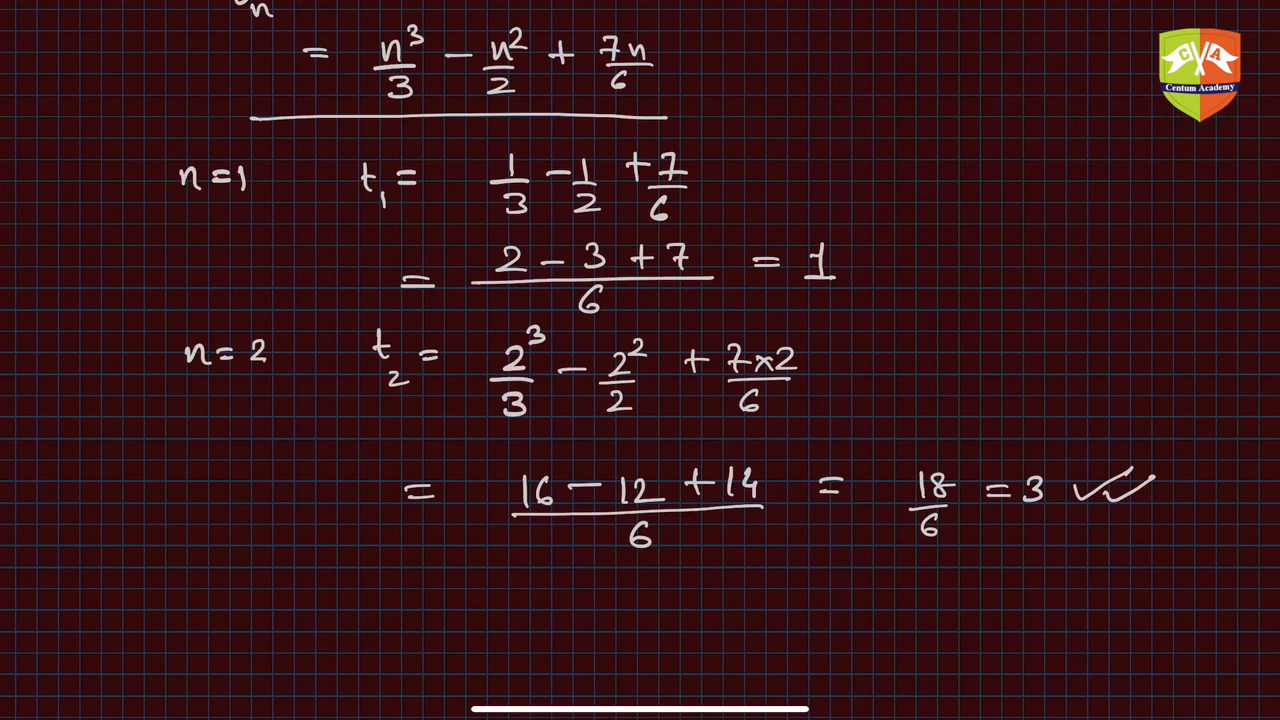 n
= n³/3 − n²/2 + 7n/6
C A
Centum Academy
n=1 t₁ = 1/3 − 1/2 + 7/6
= (2 − 3 + 7)/6 = 1
n=2 t₂ = 2³/3 − 2²/2 + 7×2/6
= (16 − 12 + 14)/6 = 18/6 = 3 ✓✓